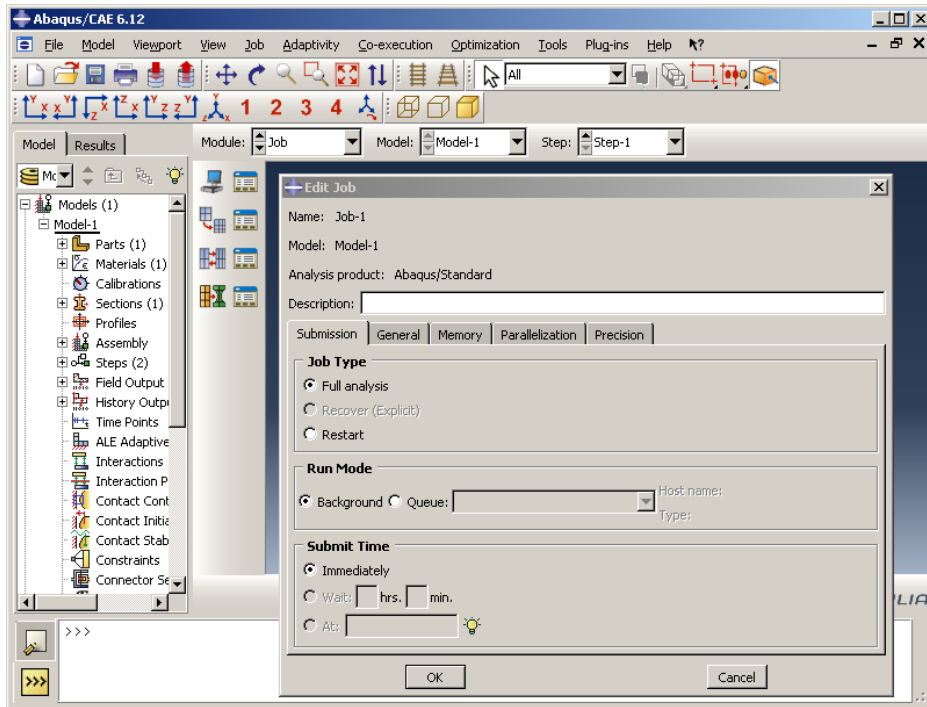 Abaqus/CAE 6.12
File Model Viewport View Job Adaptivity Co-execution Optimization Tools Plug-ins Help ?
All
1 2 3 4
Model Results Module: Job Model: Model-1 Step: Step-1
Models (1)
Model-1
Parts (1)
Materials (1)
Calibrations
Sections (1)
Profiles
Assembly
Steps (2)
Field Output
History Outpu
Time Points
ALE Adaptive
Interactions
Interaction P
Contact Cont
Contact Initia
Contact Stab
Constraints
Connector Se
Edit Job
Name: Job-1
Model: Model-1
Analysis product: Abaqus/Standard
Description:
Submission General Memory Parallelization Precision
Job Type
Full analysis
Recover (Explicit)
Restart
Run Mode
Background Queue: Host name:
Type:
Submit Time
Immediately
Wait: hrs. min.
At:
OK Cancel
>>>
>>>